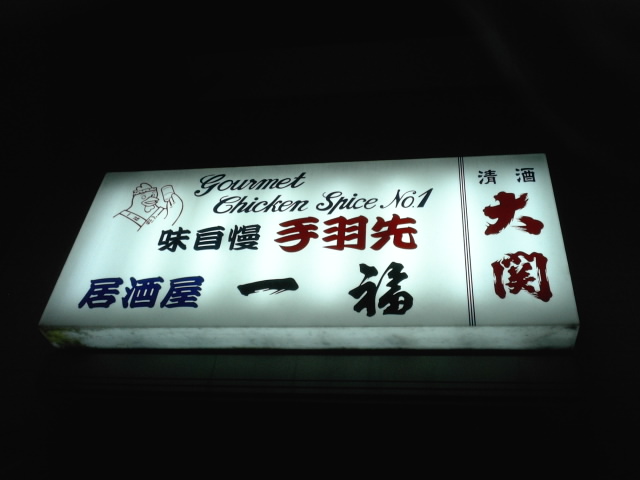 Gourmet
Chicken Spice No.1
味自慢 手羽先
居酒屋 一福
清酒
大関